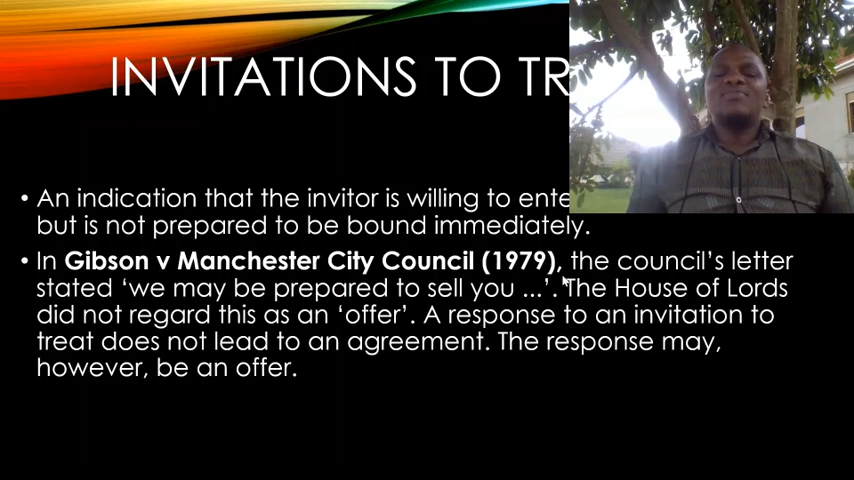 INVITATIONS TO TR
• An indication that the invitor is willing to ente
but is not prepared to be bound immediately.
• In Gibson v Manchester City Council (1979), the council’s letter
stated ‘we may be prepared to sell you ...’. The House of Lords
did not regard this as an ‘offer’. A response to an invitation to
treat does not lead to an agreement. The response may,
however, be an offer.